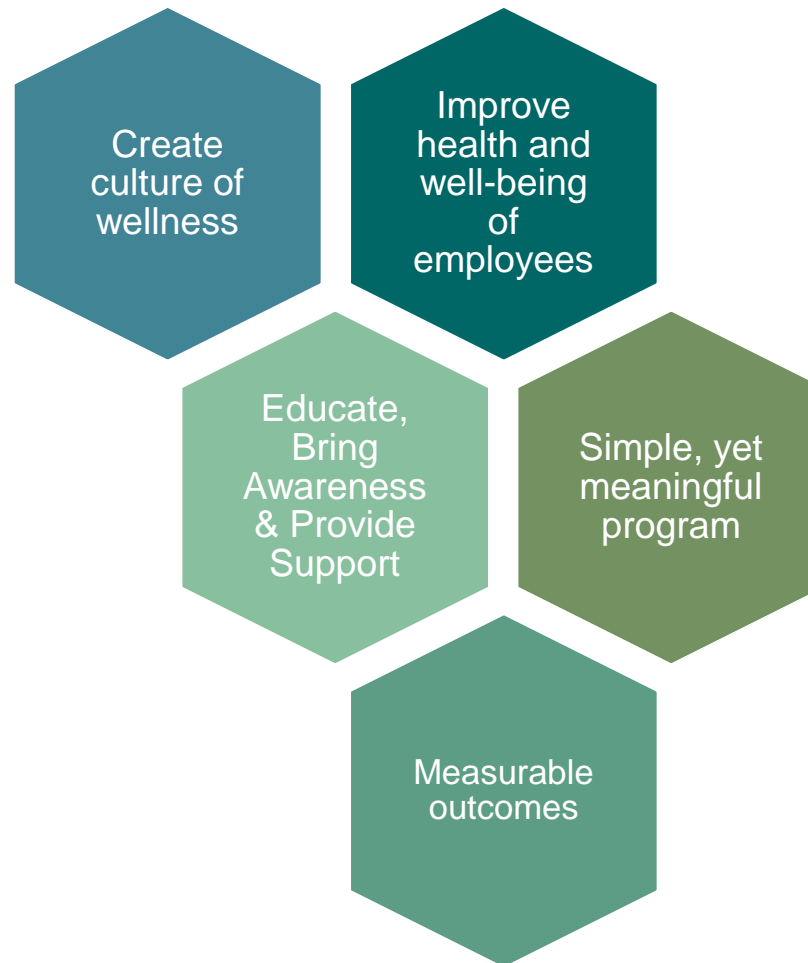 Create
culture of
wellness
Improve
health and
well-being
of
employees
Educate,
Bring
Awareness
& Provide
Support
Simple, yet
meaningful
program
Measurable
outcomes